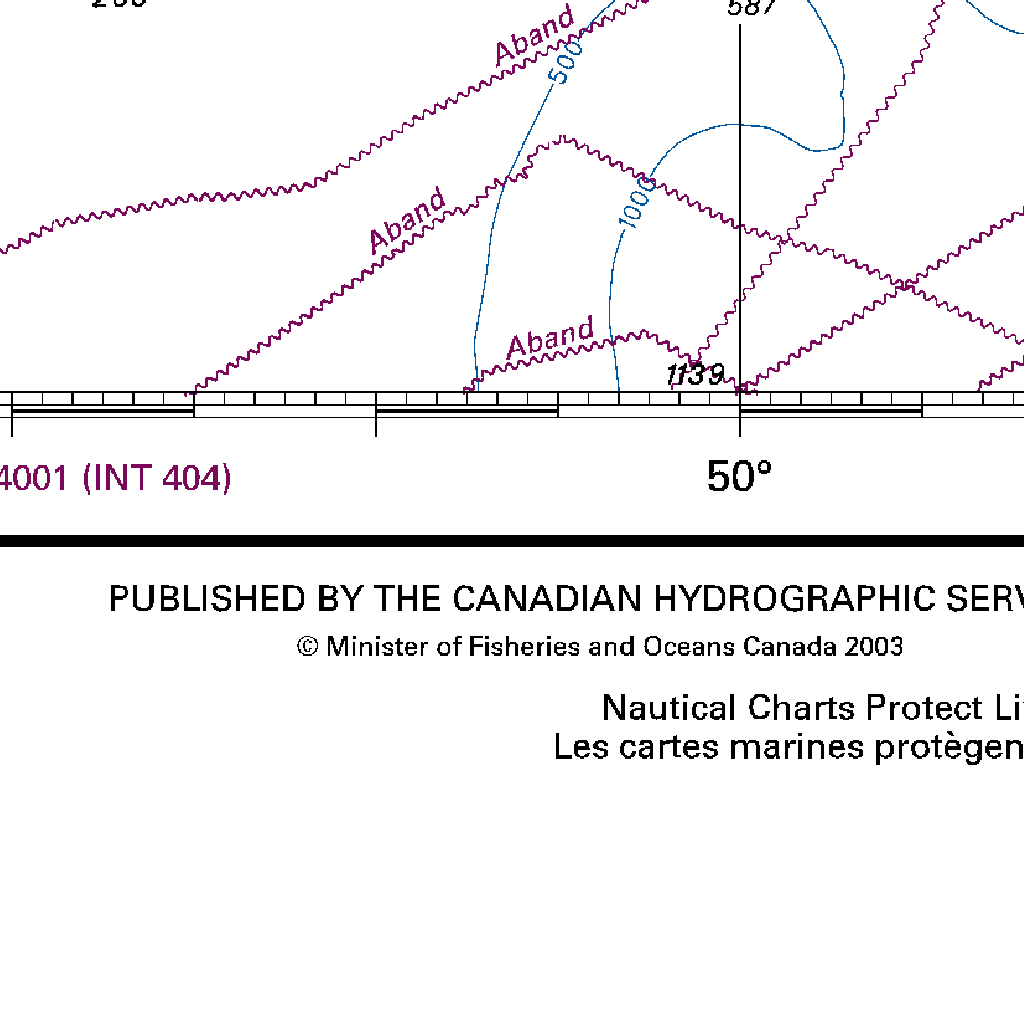 587
Aband
500
Aband
1000
Aband
1139
4001 (INT 404)
50°
PUBLISHED BY THE CANADIAN HYDROGRAPHIC SERV
© Minister of Fisheries and Oceans Canada 2003
Nautical Charts Protect Li
Les cartes marines protègen